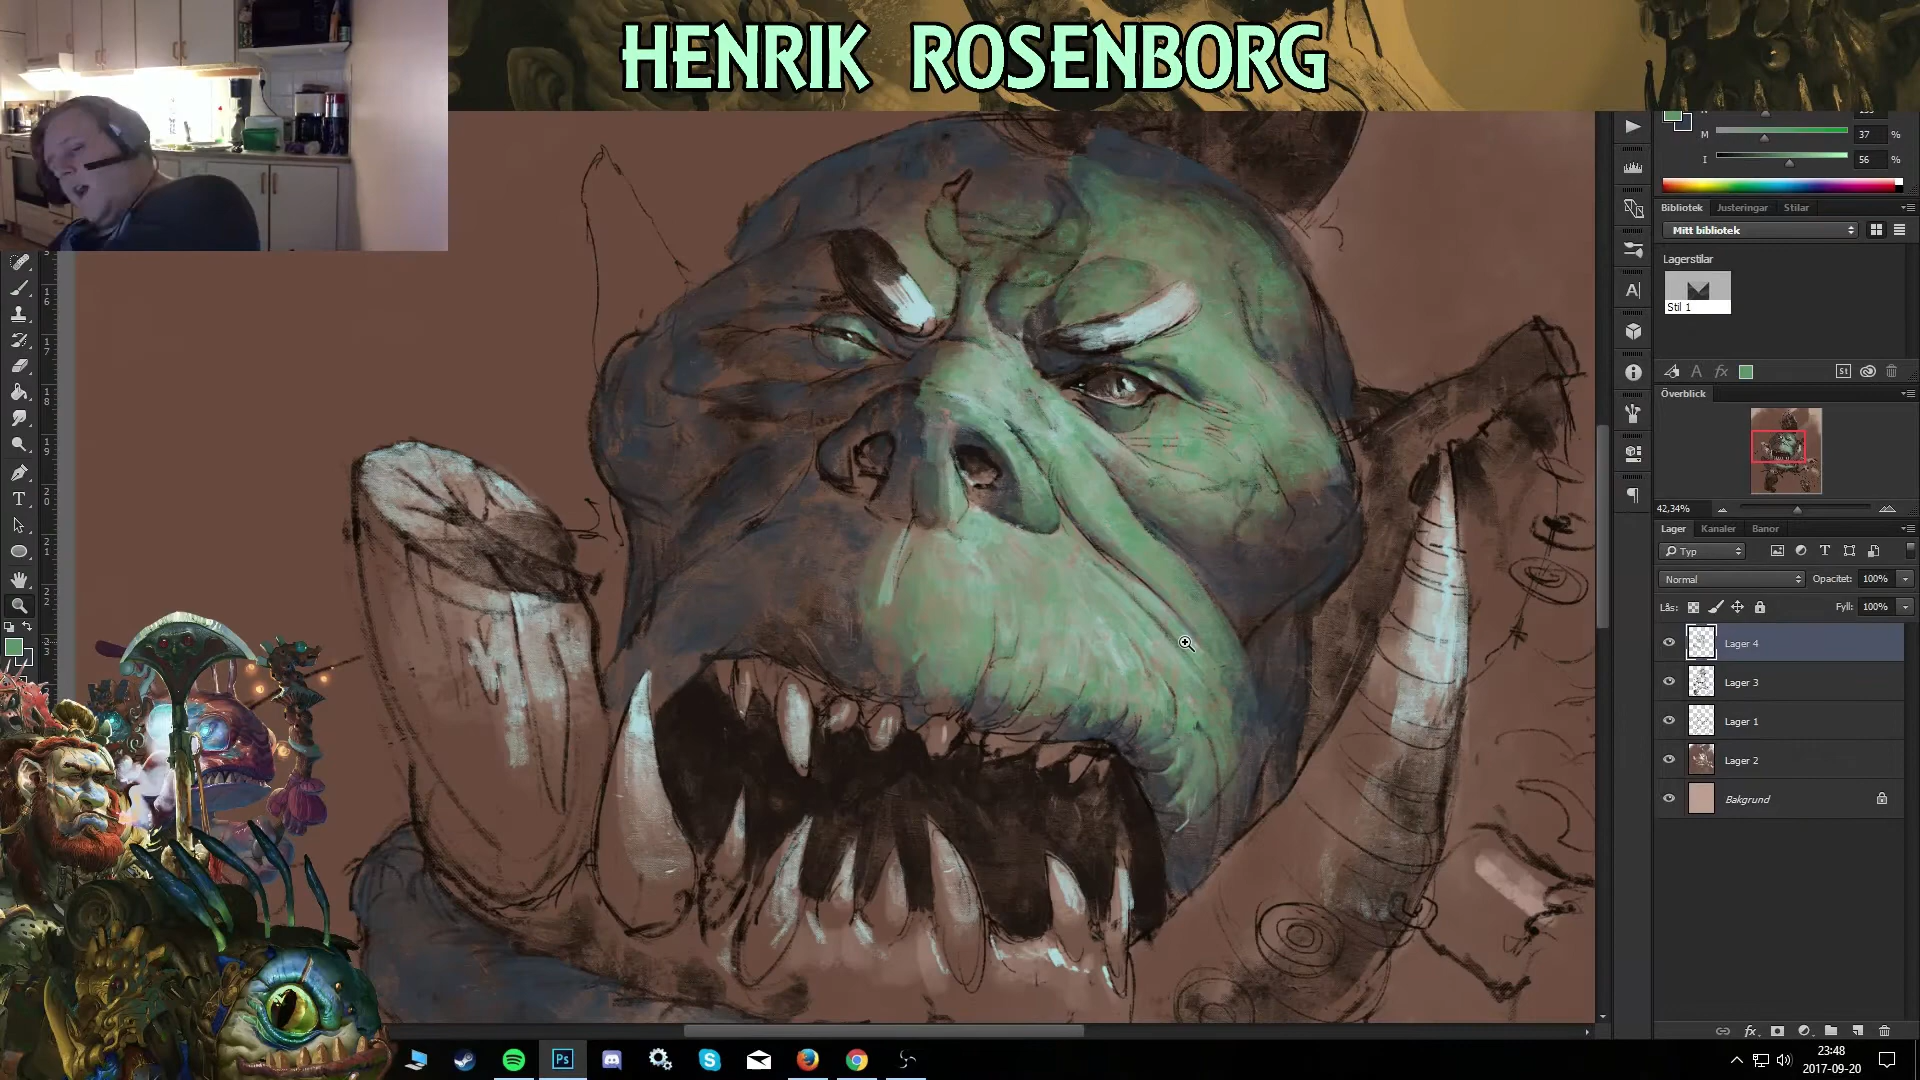 HENRIK ROSENBORG
M 37 %
I 56 %
Bibliotek Justeringar Stilar
Mitt bibliotek
Lagerstilar
Stil 1
St
Överblick
42,34%
Lager Kanaler Banor
Typ
Normal Opacitet: 100%
Lås: Fyll: 100%
Lager 4
Lager 3
Lager 1
Lager 2
Bakgrund
Ps
23:48
2017-09-20